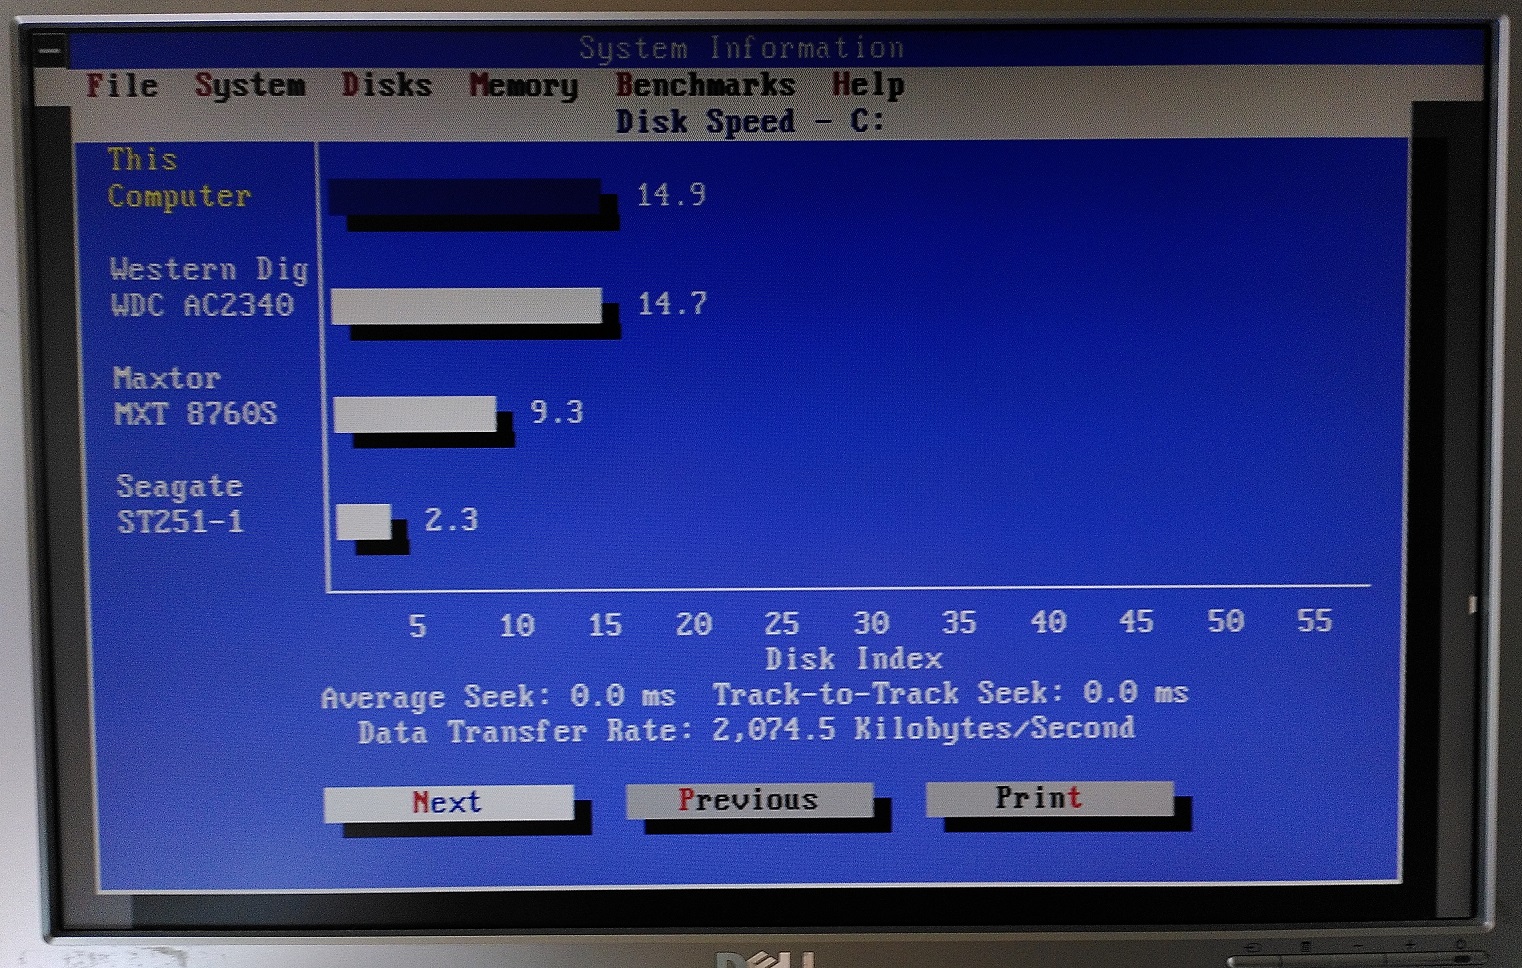 System Information
File System Disks Memory Benchmarks Help
Disk Speed - C:
This
Computer
14.9
Western Dig
WDC AC2340
14.7
Maxtor
MXT 8760S
9.3
Seagate
ST251-1
2.3
5 10 15 20 25 30 35 40 45 50 55
Disk Index
Average Seek: 0.0 ms Track-to-Track Seek: 0.0 ms
Data Transfer Rate: 2,074.5 Kilobytes/Second
Next Previous Print
DELL